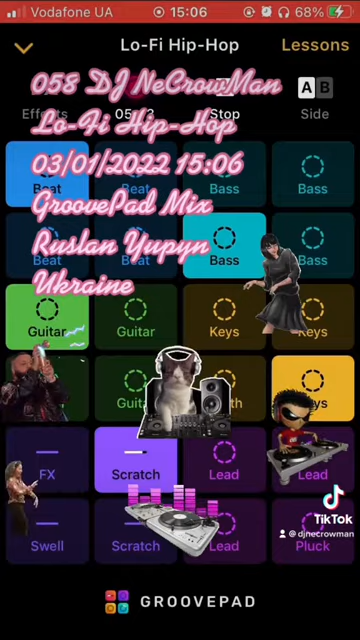 Vodafone UA
15:06
68%
Lo-Fi Hip-Hop
Lessons
058 DJ NeCrowMan
Lo-Fi Hip-Hop
03/01/2022 15:06
GroovePad Mix
Ruslan Yupyn
Ukraine
A B
Effects
Stop
Side
Beat Beat Bass Bass
Beat Beat Bass Bass
Guitar Guitar Keys Keys
FX Scratch Lead Lead
Swell Scratch Lead Pluck
TikTok
@djnecrowman
GROOVEPAD